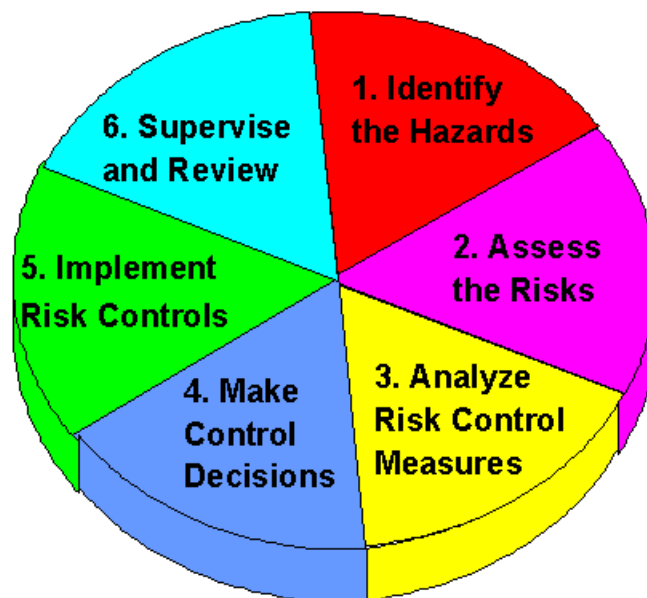 1. Identify
the Hazards
2. Assess
the Risks
3. Analyze
Risk Control
Measures
4. Make
Control
Decisions
5. Implement
Risk Controls
6. Supervise
and Review